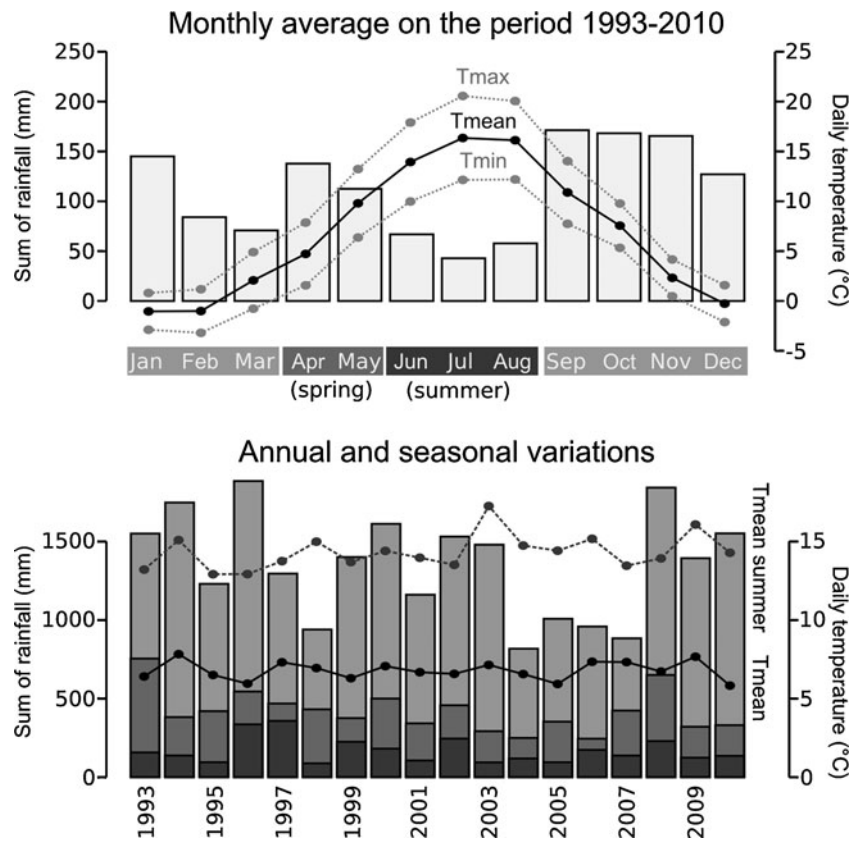 Monthly average on the period 1993-2010
250
200
150
100
50
0
Sum of rainfall (mm)
Tmax
Tmean
Tmin
25
20
15
10
5
0
-5
Daily temperature (°C)
Jan Feb Mar Apr May Jun Jul Aug Sep Oct Nov Dec
(spring) (summer)
Annual and seasonal variations
1500
1000
500
0
Sum of rainfall (mm)
15
10
5
0
Tmean summer
Tmean
Daily temperature (°C)
1993 1995 1997 1999 2001 2003 2005 2007 2009